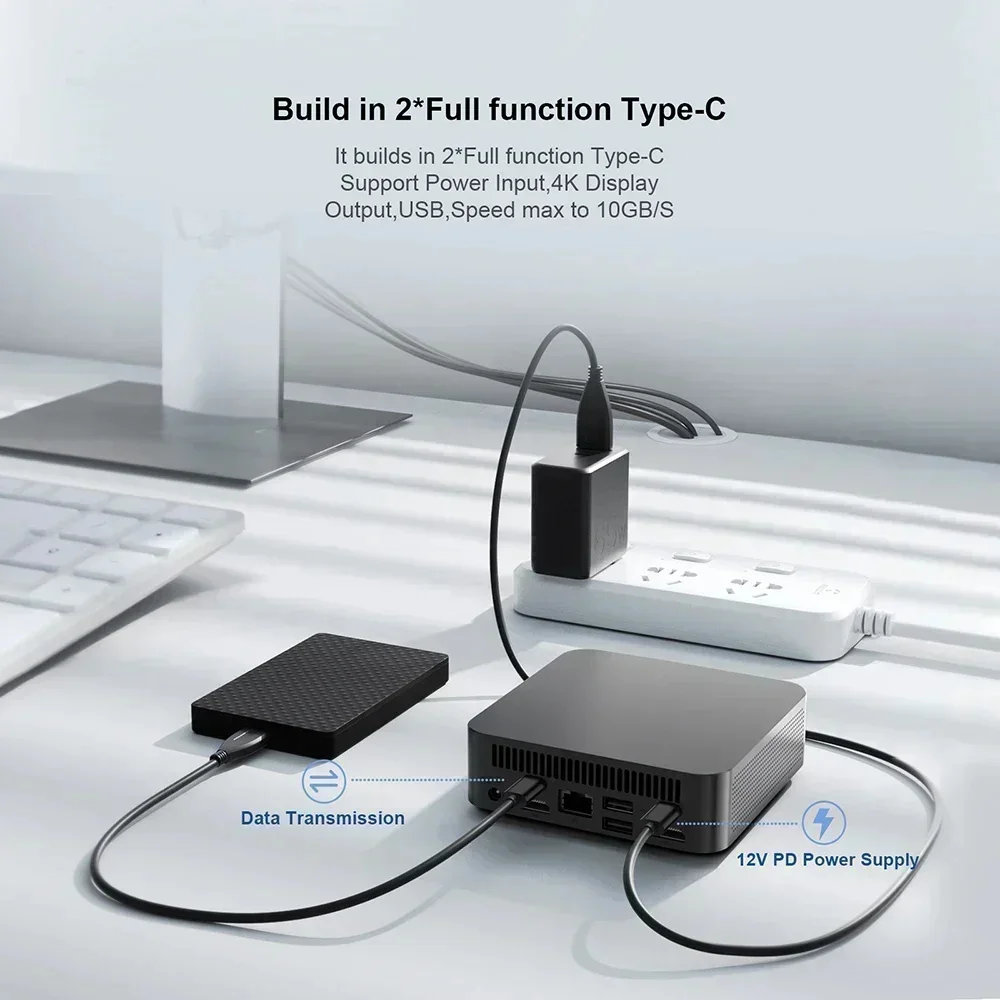 Build in 2*Full function Type-C
It builds in 2*Full function Type-C
Support Power Input,4K Display
Output,USB,Speed max to 10GB/S
Data Transmission
12V PD Power Supply